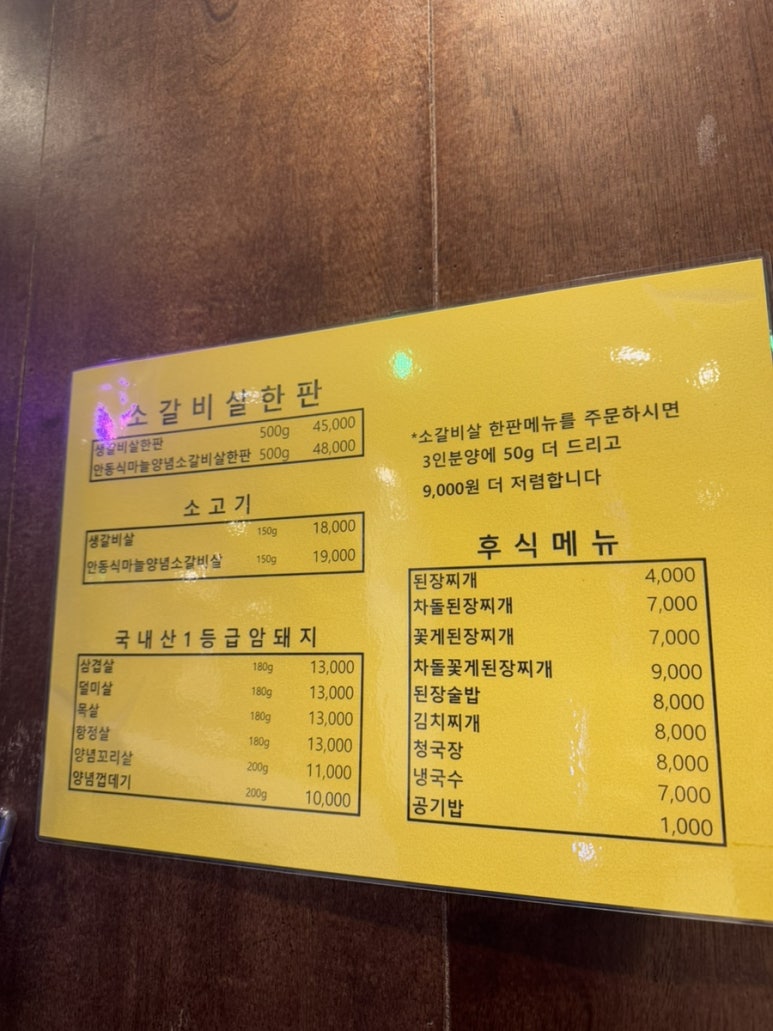 소갈비살한판
생갈비살한판 500g 45,000
안동식마늘양념소갈비살한판 500g 48,000
소고기
생갈비살 150g 18,000
안동식마늘양념소갈비살 150g 19,000
국내산1등급암돼지
삼겹살 180g 13,000
덜미살 180g 13,000
목살 180g 13,000
항정살 180g 13,000
양념꼬리살 200g 11,000
양념껍데기 200g 10,000
*소갈비살 한판메뉴를 주문하시면
3인분양에 50g 더 드리고
9,000원 더 저렴합니다
후식메뉴
된장찌개 4,000
차돌된장찌개 7,000
꽃게된장찌개 7,000
차돌꽃게된장찌개 9,000
된장술밥 8,000
김치찌개 8,000
청국장 8,000
냉국수 7,000
공기밥 1,000